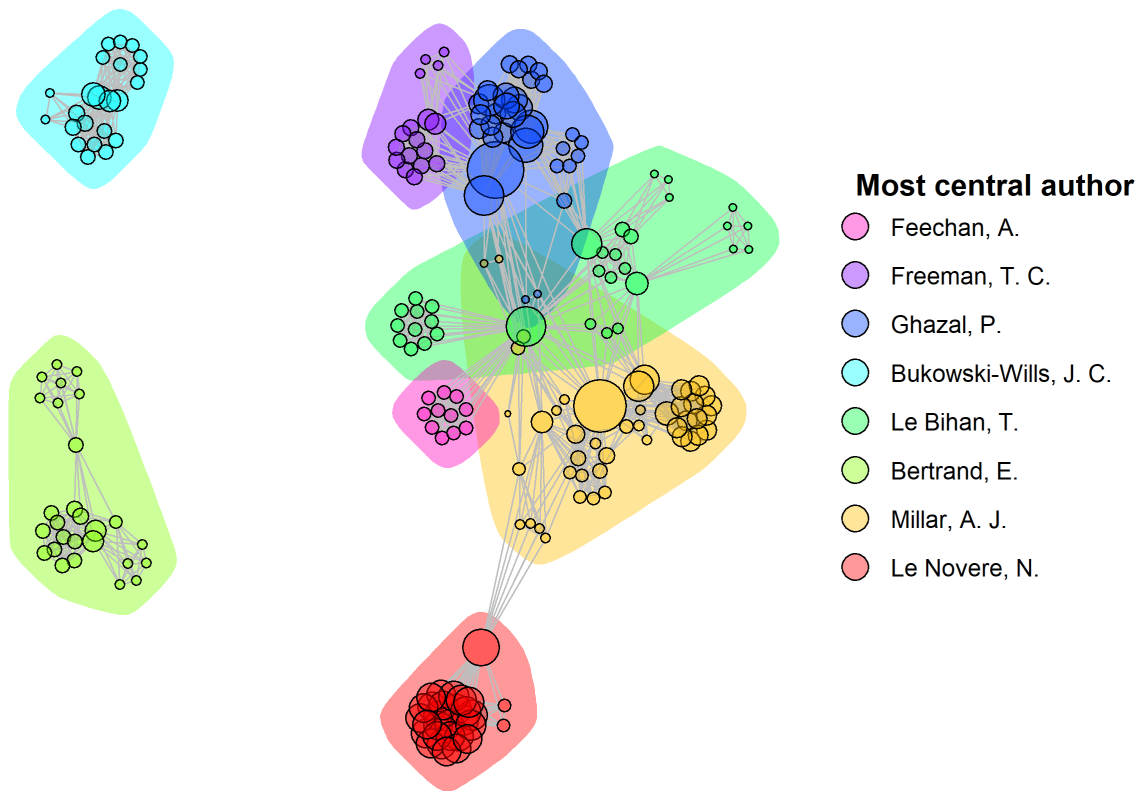 Most central author
Feechan, A.
Freeman, T. C.
Ghazal, P.
Bukowski-Wills, J. C.
Le Bihan, T.
Bertrand, E.
Millar, A. J.
Le Novere, N.